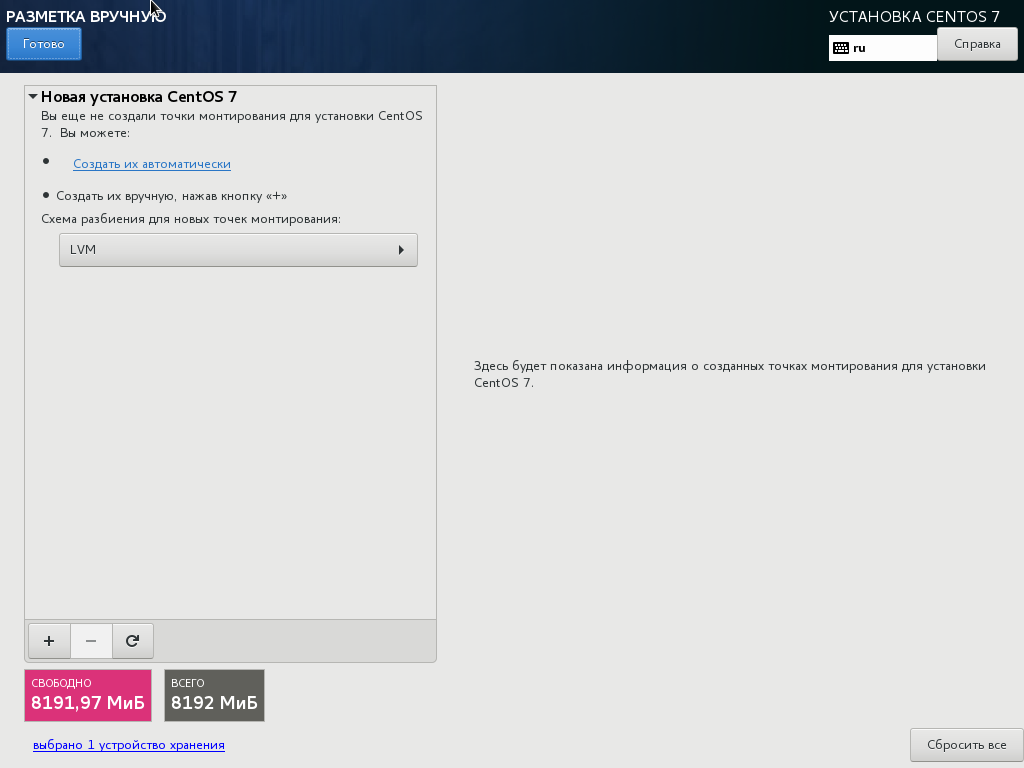 РАЗМЕТКА ВРУЧНУЮ
УСТАНОВКА CENTOS 7
Готово
ru
Справка
Новая установка CentOS 7
Вы еще не создали точки монтирования для установки CentOS
7. Вы можете:
• Создать их автоматически
• Создать их вручную, нажав кнопку «+»
Схема разбиения для новых точек монтирования:
LVM
Здесь будет показана информация о созданных точках монтирования для установки
CentOS 7.
+ −
СВОБОДНО
8191,97 МиБ
ВСЕГО
8192 МиБ
выбрано 1 устройство хранения
Сбросить все